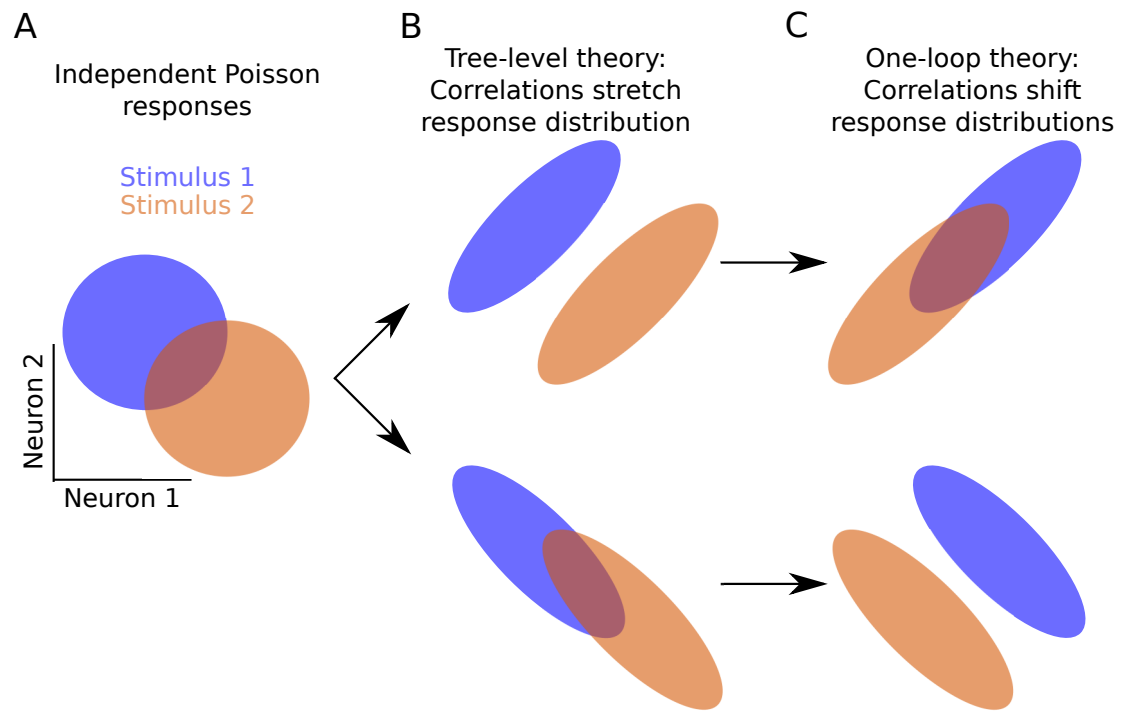 A
Independent Poisson
responses
Stimulus 1
Stimulus 2
Neuron 2
Neuron 1
B
Tree-level theory:
Correlations stretch
response distribution
C
One-loop theory:
Correlations shift
response distributions